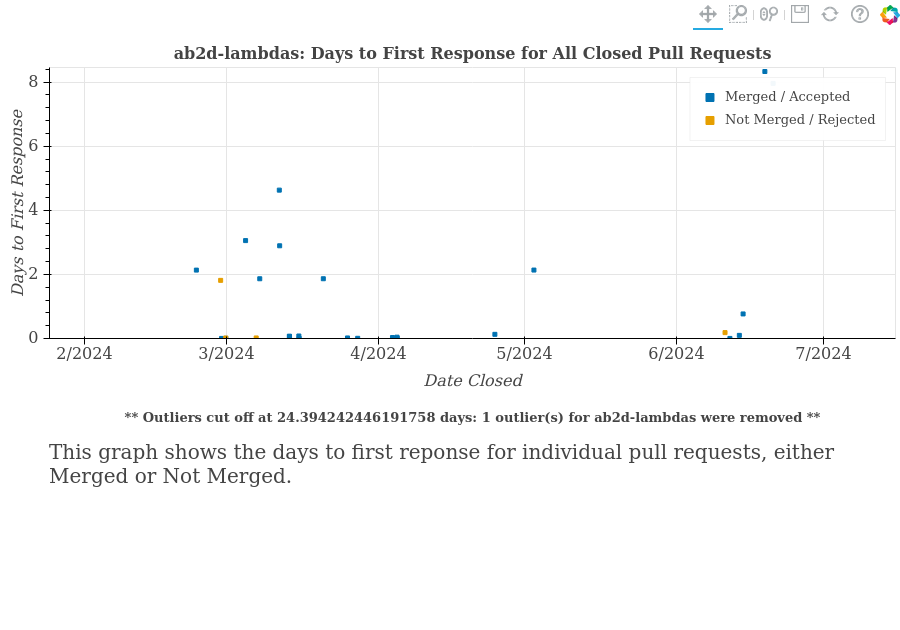 ab2d-lambdas: Days to First Response for All Closed Pull Requests
Days to First Response
8
6
4
2
0
Merged / Accepted
Not Merged / Rejected
2/2024 3/2024 4/2024 5/2024 6/2024 7/2024
Date Closed
** Outliers cut off at 24.394242446191758 days: 1 outlier(s) for ab2d-lambdas were removed **
This graph shows the days to first reponse for individual pull requests, either
Merged or Not Merged.